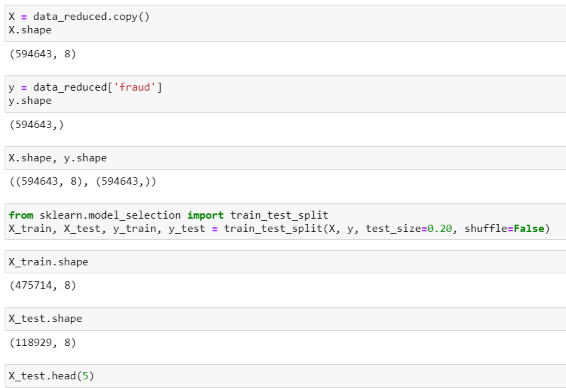 X = data_reduced.copy()
X.shape
(594643, 8)
y = data_reduced['fraud']
y.shape
(594643,)
X.shape, y.shape
((594643, 8), (594643,))
from sklearn.model_selection import train_test_split
X_train, X_test, y_train, y_test = train_test_split(X, y, test_size=0.20, shuffle=False)
X_train.shape
(475714, 8)
X_test.shape
(118929, 8)
X_test.head(5)